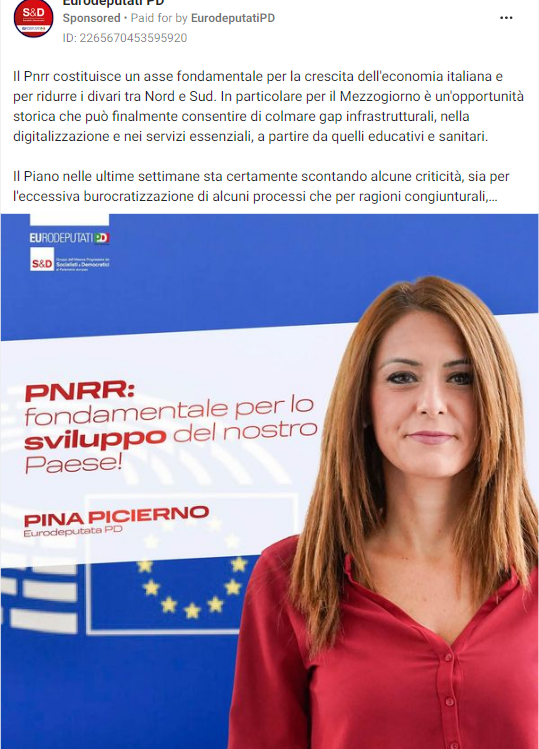 Eurodeputati PD
Sponsored • Paid for by EurodeputatiPD
ID: 2265670453595920
S&D
Il Pnrr costituisce un asse fondamentale per la crescita dell'economia italiana e
per ridurre i divari tra Nord e Sud. In particolare per il Mezzogiorno è un'opportunità
storica che può finalmente consentire di colmare gap infrastrutturali, nella
digitalizzazione e nei servizi essenziali, a partire da quelli educativi e sanitari.
Il Piano nelle ultime settimane sta certamente scontando alcune criticità, sia per
l'eccessiva burocratizzazione di alcuni processi che per ragioni congiunturali,...
EURODEPUTATI PD
S&D
Socialisti & Democratici
PNRR:
fondamentale per lo
sviluppo del nostro
Paese!
PINA PICIERNO
Eurodeputata PD